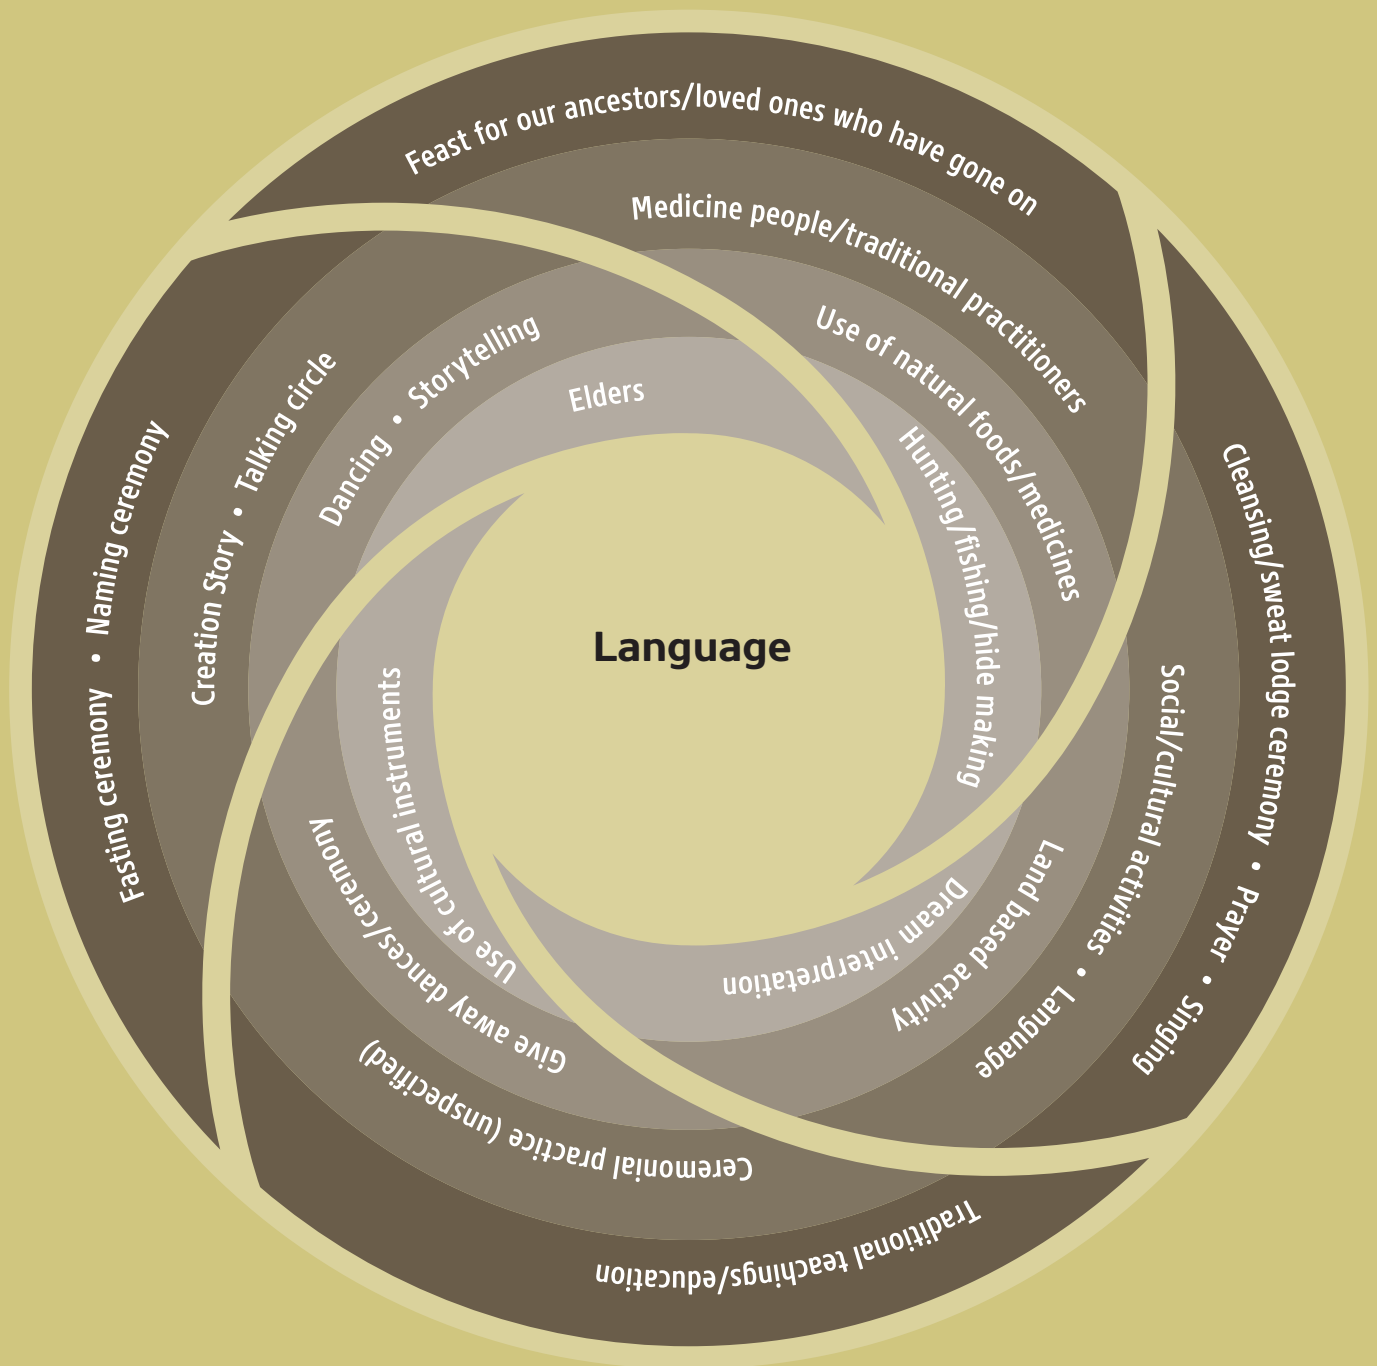 Feast for our ancestors/loved ones who have gone on
Medicine people/traditional practitioners
Use of natural foods/medicines
Hunting/fishing/hide making
Cleansing/sweat lodge ceremony • Prayer • Singing
Social/cultural activities • Language
Land based activity
Dream interpretation
Traditional teachings/education
Ceremonial practice (unspecified)
Give away dances/ceremony
Use of cultural instruments
Fasting ceremony • Naming ceremony
Creation Story • Talking circle
Dancing • Storytelling
Elders
Language